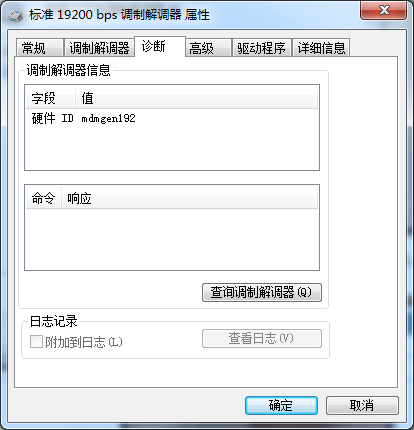 标准 19200 bps 调制解调器 属性
常规 调制解调器 诊断 高级 驱动程序 详细信息
调制解调器信息
字段 值
硬件 ID mdmgen192
命令 响应
查询调制解调器(Q)
日志记录
附加到日志(L) 查看日志(V)
确定 取消